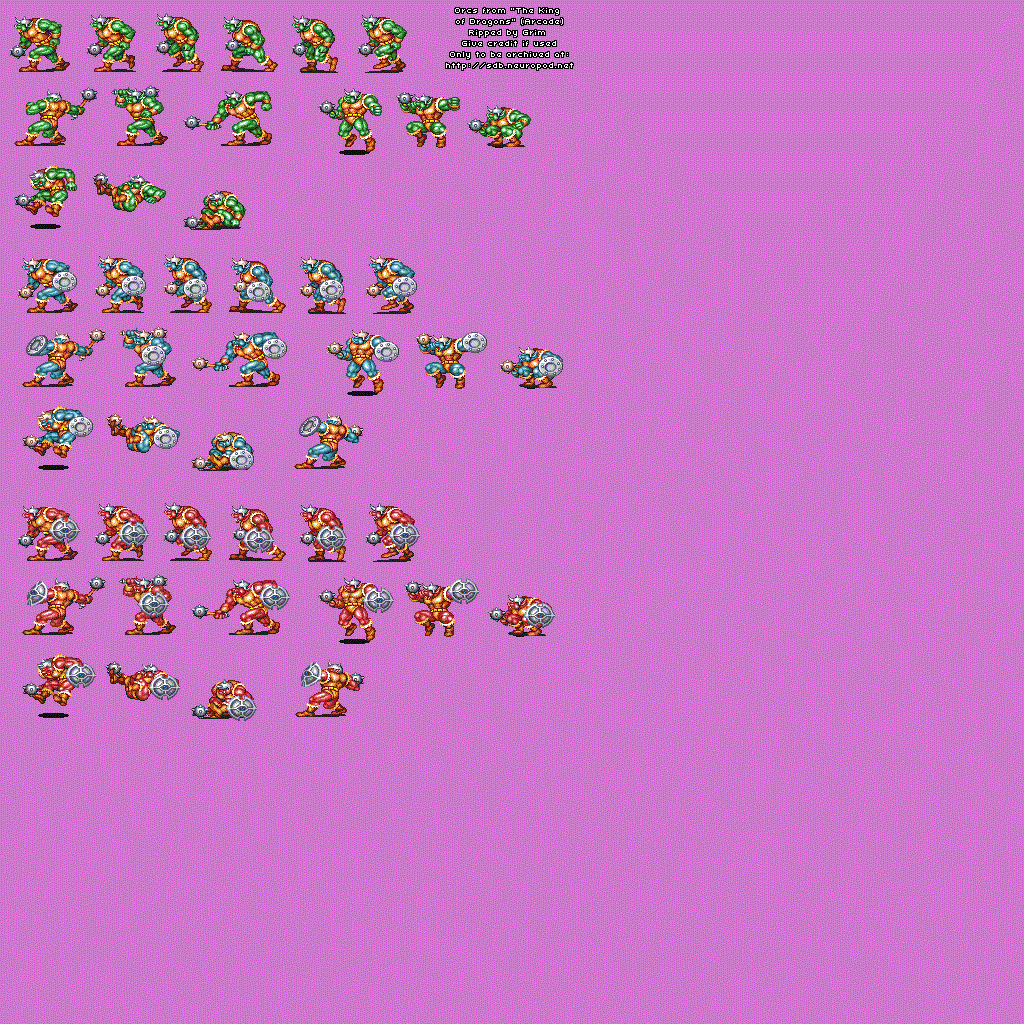 Orcs from "The King
of Dragons" (Arcade)
Ripped by Grim
Give credit if used
Only to be archived at:
http://sdb.neuropod.net